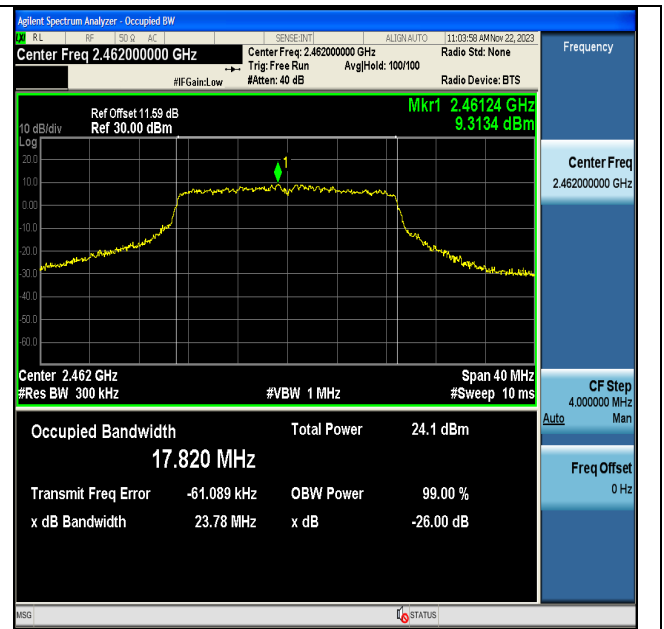 Agilent Spectrum Analyzer - Occupied BW
LXI RL RF 50 Ω AC SENSE:INT ALIGN AUTO 11:03:58 AM Nov 22, 2023
Center Freq 2.462000000 GHz
Center Freq: 2.462000000 GHz
Radio Std: None
Trig: Free Run Avg|Hold: 100/100
#IFGain:Low
#Atten: 40 dB
Radio Device: BTS
Ref Offset 11.59 dB
Mkr1 2.46124 GHz
10 dB/div Ref 30.00 dBm 9.3134 dBm
Log
20.0
1
10.0
0.00
-10.0
-20.0
-30.0
-40.0
-50.0
-60.0
Center 2.462 GHz Span 40 MHz
#Res BW 300 kHz #VBW 1 MHz #Sweep 10 ms
Occupied Bandwidth Total Power 24.1 dBm
17.820 MHz
Transmit Freq Error -61.089 kHz OBW Power 99.00 %
x dB Bandwidth 23.78 MHz x dB -26.00 dB
Frequency
Center Freq
2.462000000 GHz
CF Step
4.000000 MHz
Auto Man
Freq Offset
0 Hz
MSG STATUS